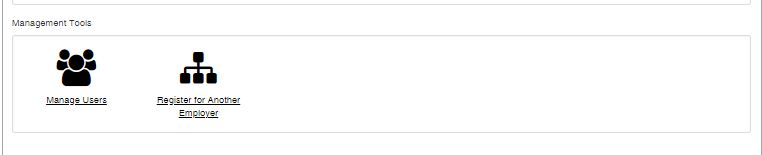 Management Tools
Manage Users
Register for Another
Employer